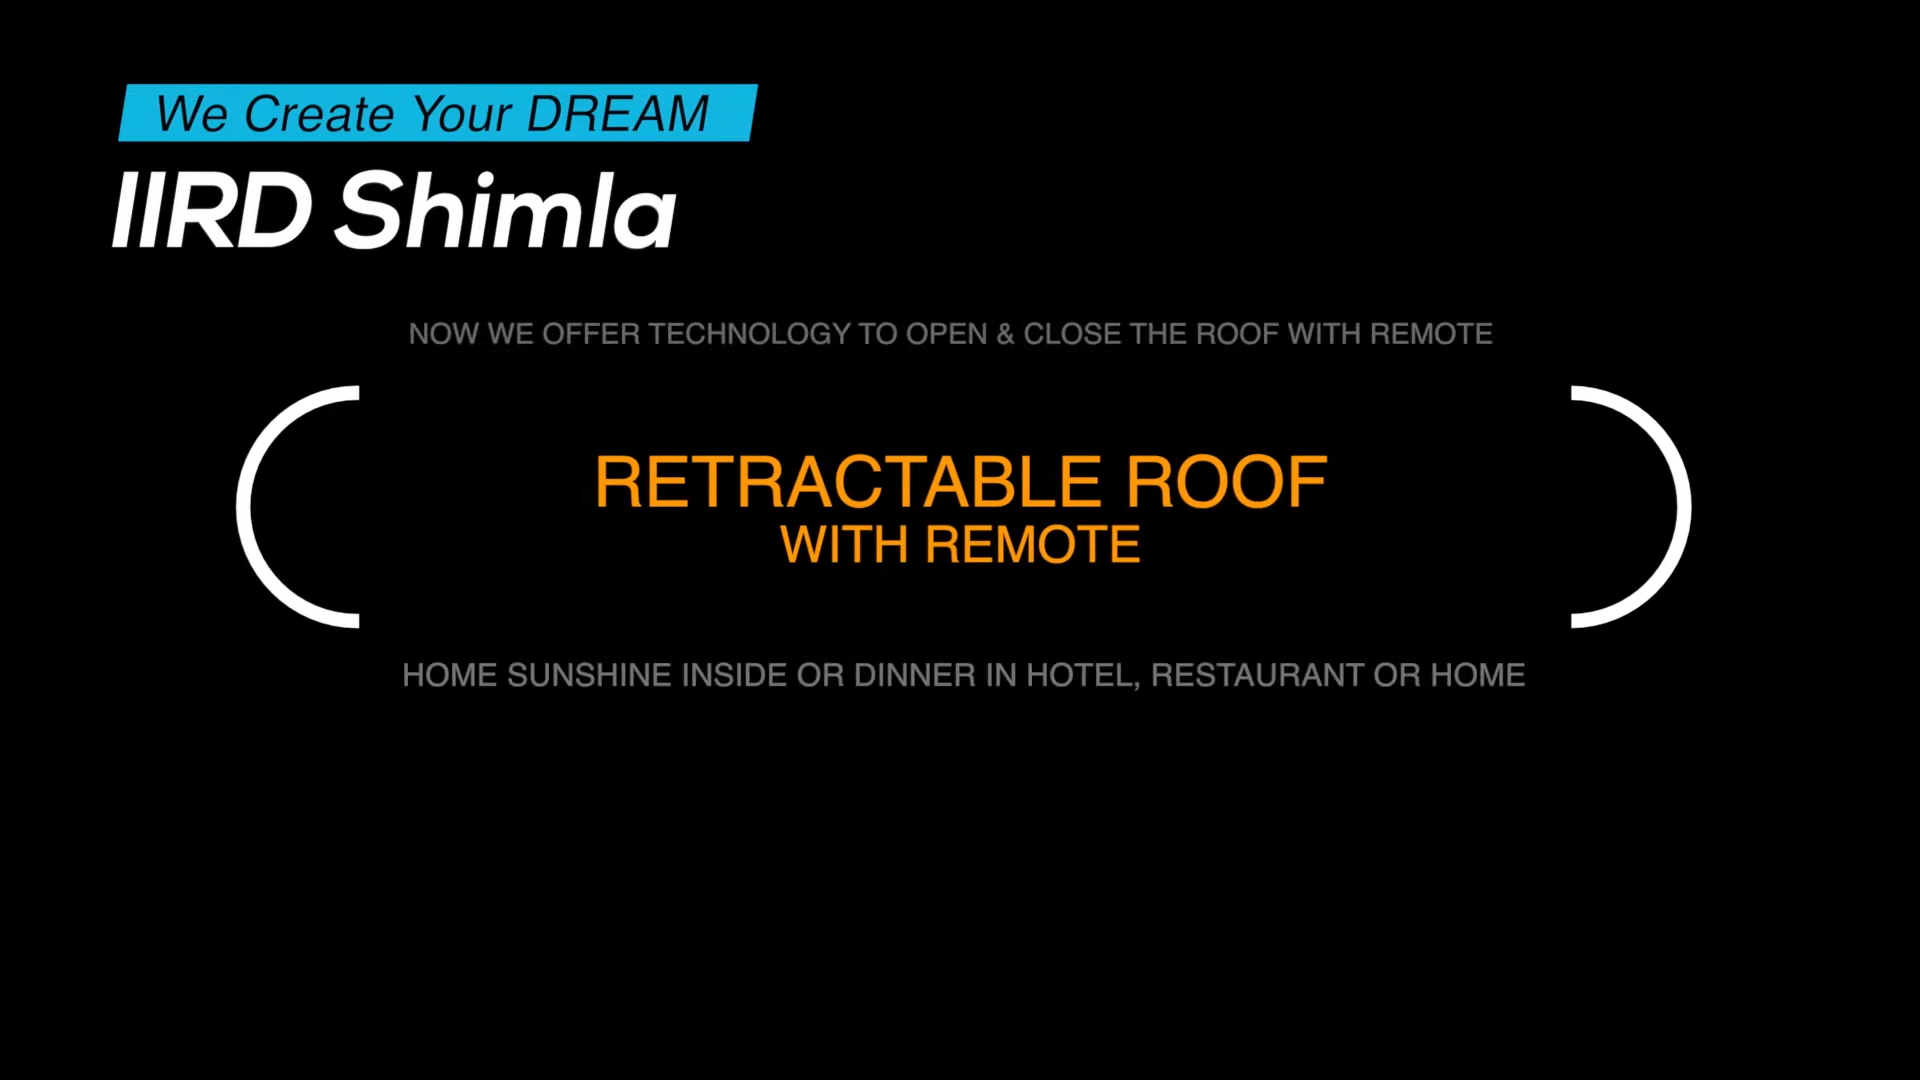 We Create Your DREAM
IIRD Shimla
NOW WE OFFER TECHNOLOGY TO OPEN & CLOSE THE ROOF WITH REMOTE
RETRACTABLE ROOF
WITH REMOTE
HOME SUNSHINE INSIDE OR DINNER IN HOTEL, RESTAURANT OR HOME